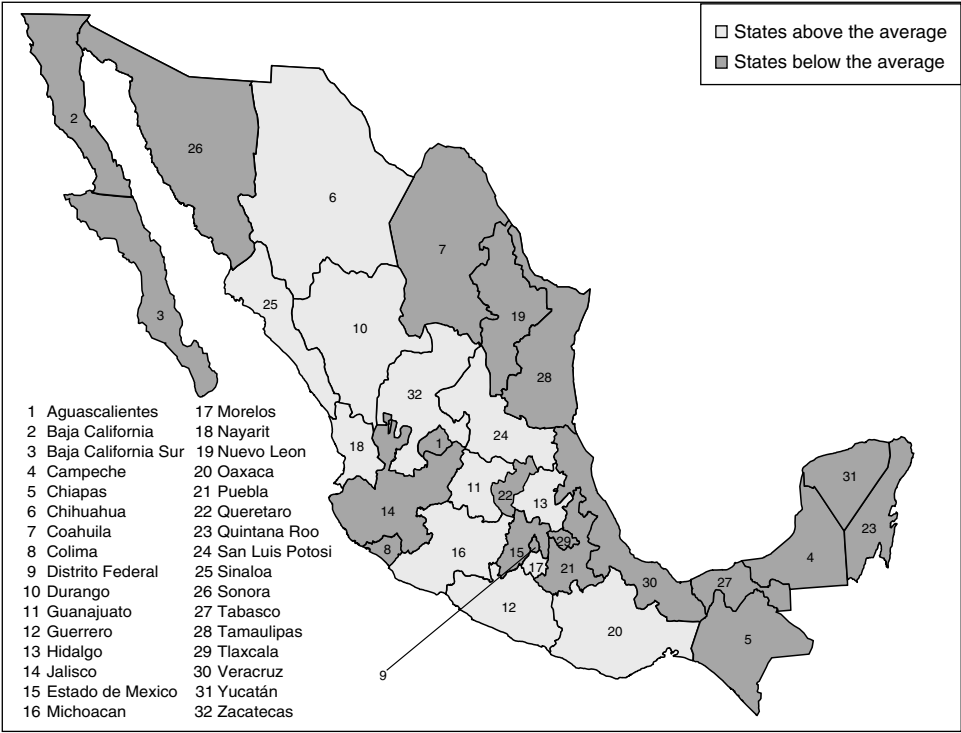 States above the average
States below the average
2
26
6
7
3
25
10
19
28
32
18
1
24
11
22
13
14
8
16
15
9
17
29
21
12
20
30
27
5
4
31
23
1 Aguascalientes
2 Baja California
3 Baja California Sur
4 Campeche
5 Chiapas
6 Chihuahua
7 Coahuila
8 Colima
9 Distrito Federal
10 Durango
11 Guanajuato
12 Guerrero
13 Hidalgo
14 Jalisco
15 Estado de Mexico
16 Michoacan
17 Morelos
18 Nayarit
19 Nuevo Leon
20 Oaxaca
21 Puebla
22 Queretaro
23 Quintana Roo
24 San Luis Potosi
25 Sinaloa
26 Sonora
27 Tabasco
28 Tamaulipas
29 Tlaxcala
30 Veracruz
31 Yucatán
32 Zacatecas